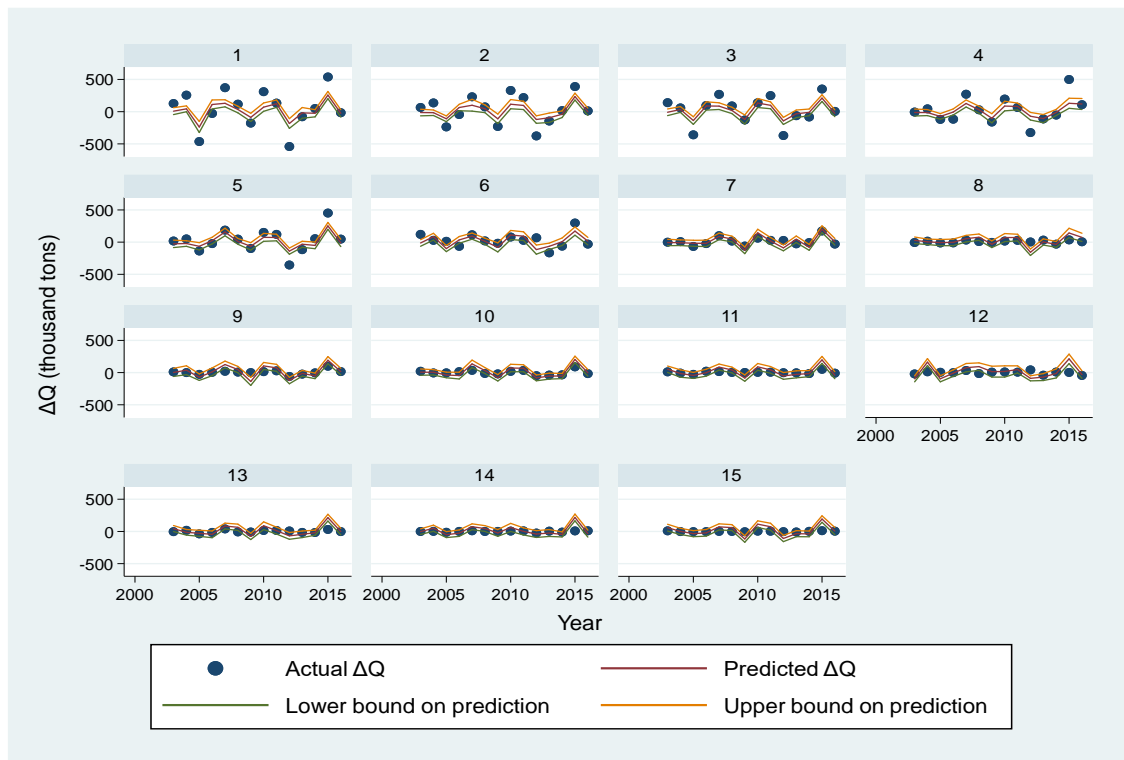 1 2 3 4
500
0
-500
5 6 7 8
500
0
-500
9 10 11 12
500
0
-500
2000 2005 2010 2015
13 14 15
500
0
-500
2000 2005 2010 2015 2000 2005 2010 2015 2000 2005 2010 2015
ΔQ (thousand tons)
Year
Actual ΔQ Predicted ΔQ
Lower bound on prediction Upper bound on prediction